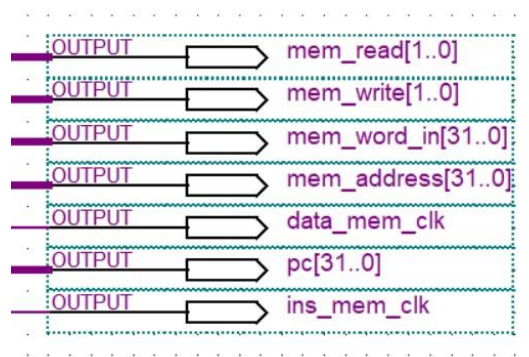 OUTPUT mem_read[1..0]
OUTPUT mem_write[1..0]
OUTPUT mem_word_in[31..0]
OUTPUT mem_address[31..0]
OUTPUT data_mem_clk
OUTPUT pc[31..0]
OUTPUT ins_mem_clk